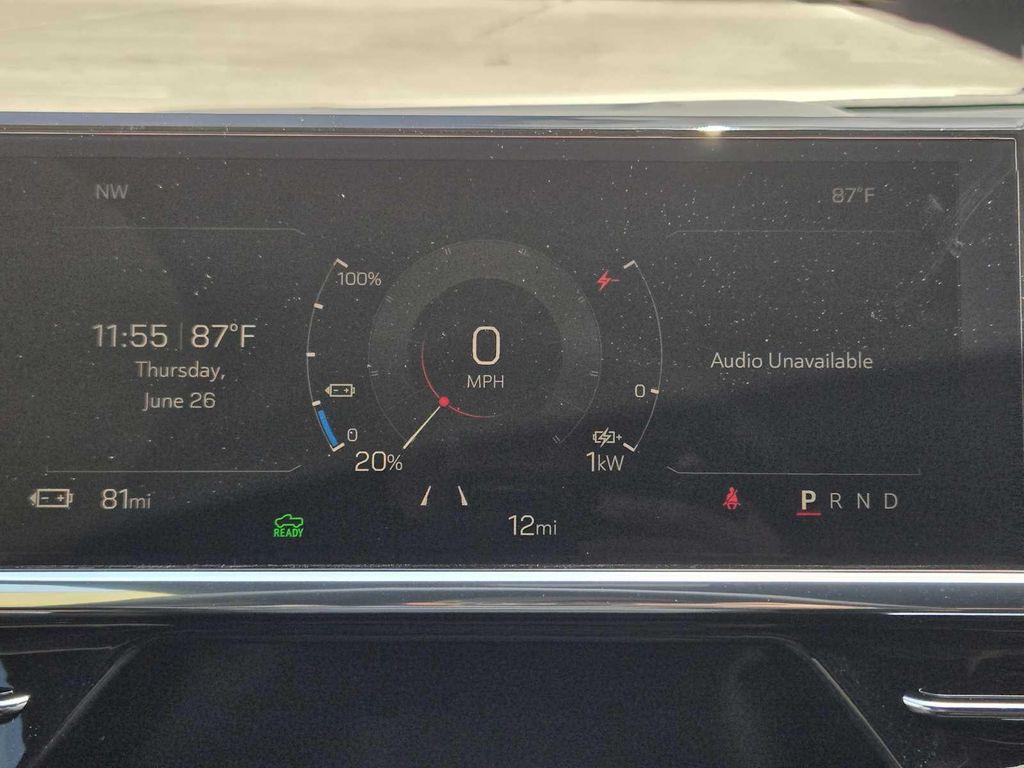 NW
87°F
100%
11:55 | 87°F
0
MPH
Thursday,
June 26
Audio Unavailable
0
0
20%
1kW
81mi
P R N D
READY
12mi